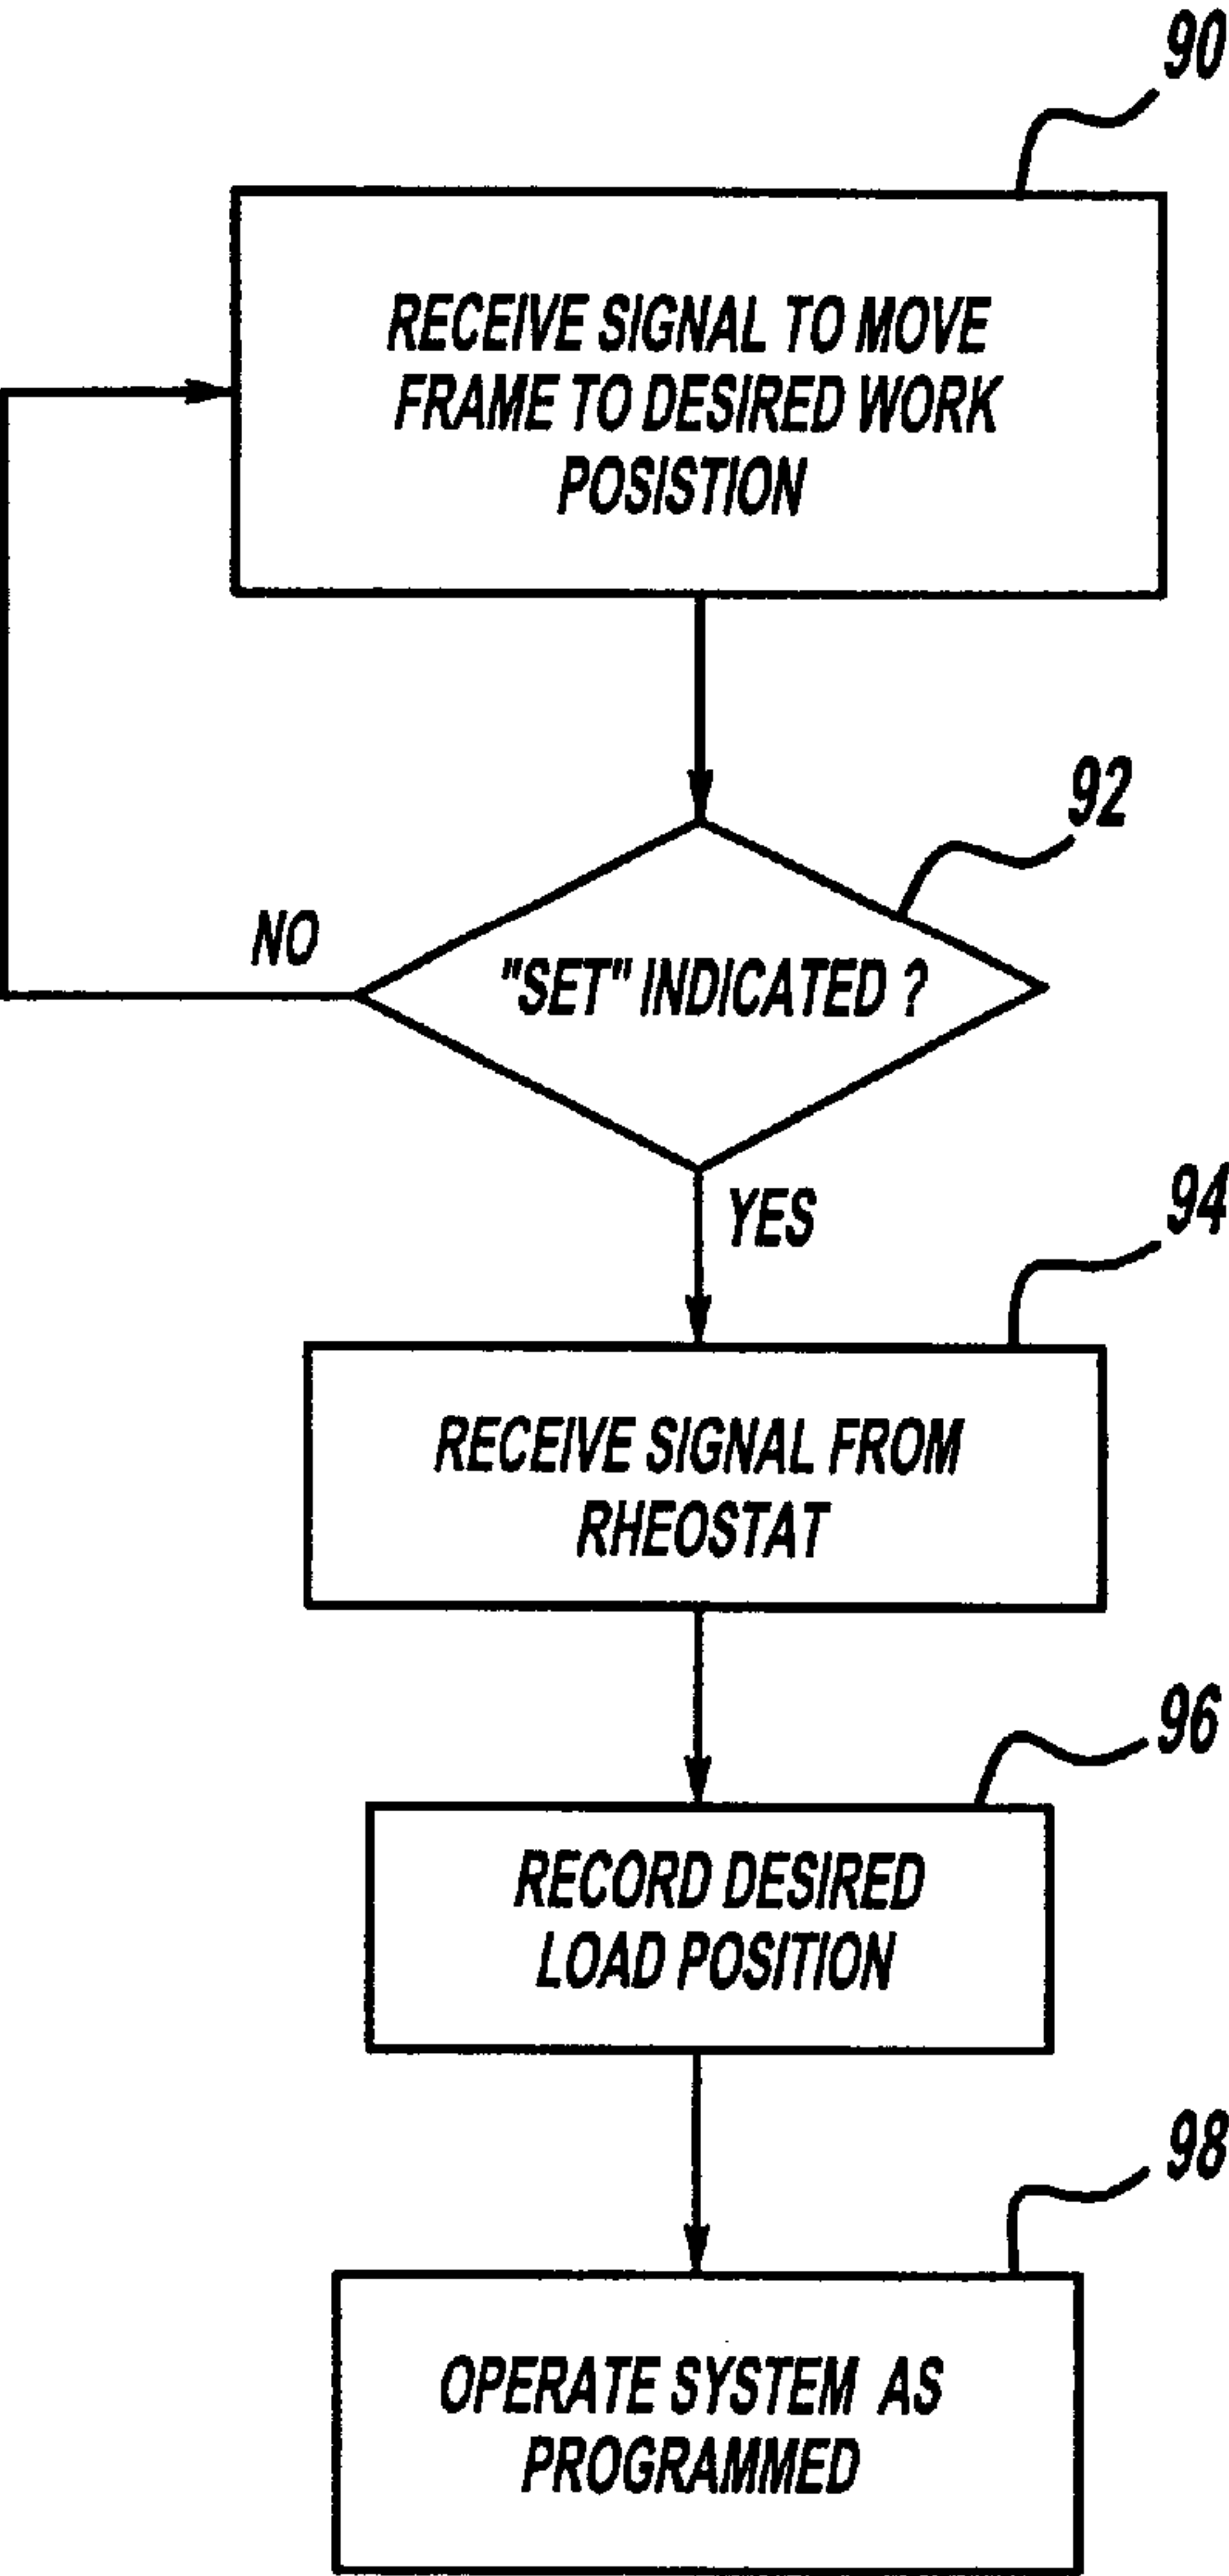 90
RECEIVE SIGNAL TO MOVE
FRAME TO DESIRED WORK
POSISTION
92
NO
"SET" INDICATED ?
YES
94
RECEIVE SIGNAL FROM
RHEOSTAT
96
RECORD DESIRED
LOAD POSITION
98
OPERATE SYSTEM AS
PROGRAMMED